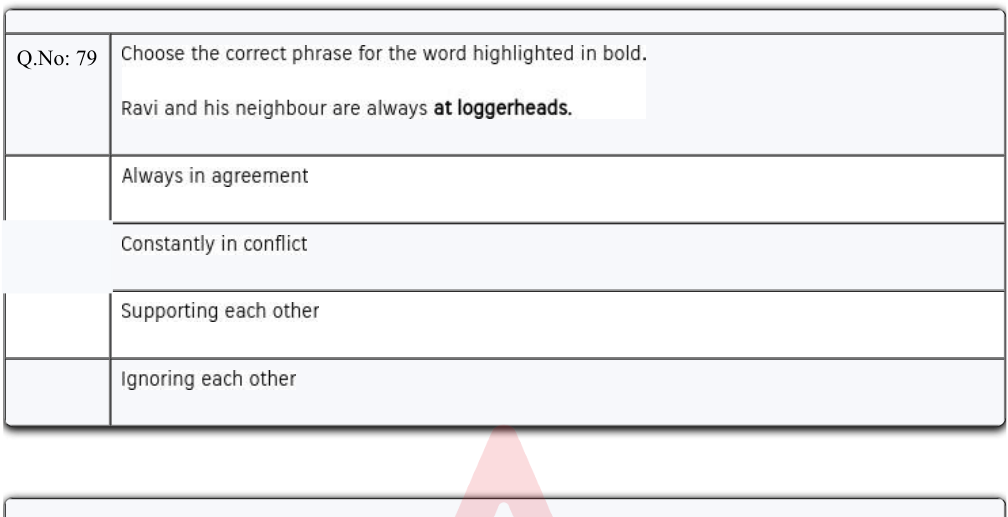 Q.No: 79
Choose the correct phrase for the word highlighted in bold.
Ravi and his neighbour are always at loggerheads.
Always in agreement
Constantly in conflict
Supporting each other
Ignoring each other